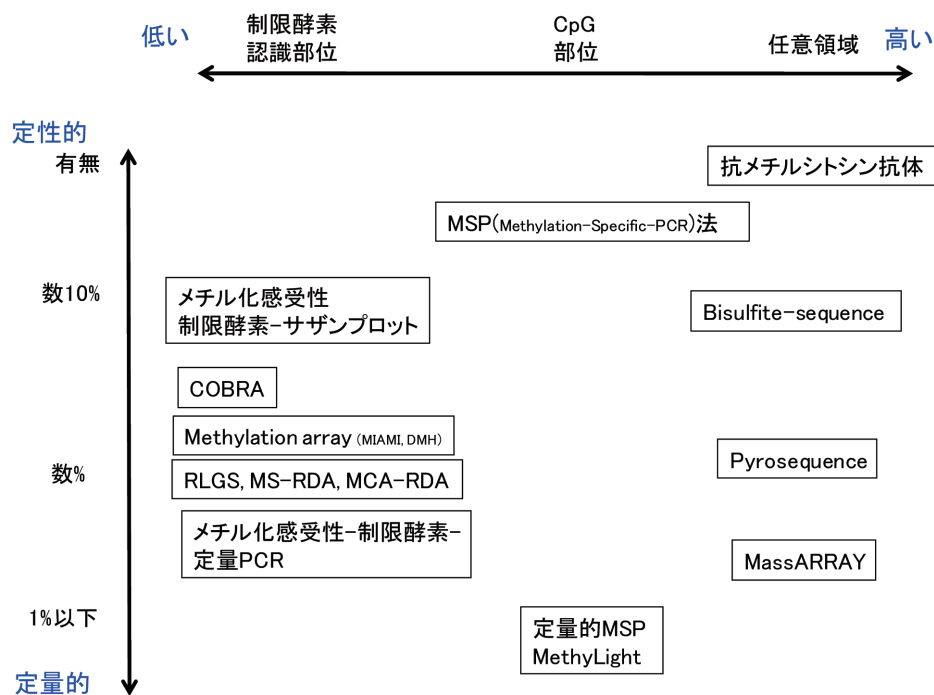 低い
制限酵素
認識部位
CpG
部位
任意領域
高い
定性的
有無
抗メチルシトシン抗体
MSP(Methylation-Specific-PCR)法
数10%
メチル化感受性
制限酵素-サザンプロット
Bisulfite-sequence
COBRA
Methylation array (MIAMI, DMH)
数%
RLGS, MS-RDA, MCA-RDA
Pyrosequence
メチル化感受性-制限酵素-
定量PCR
MassARRAY
1%以下
定量的MSP
MethyLight
定量的